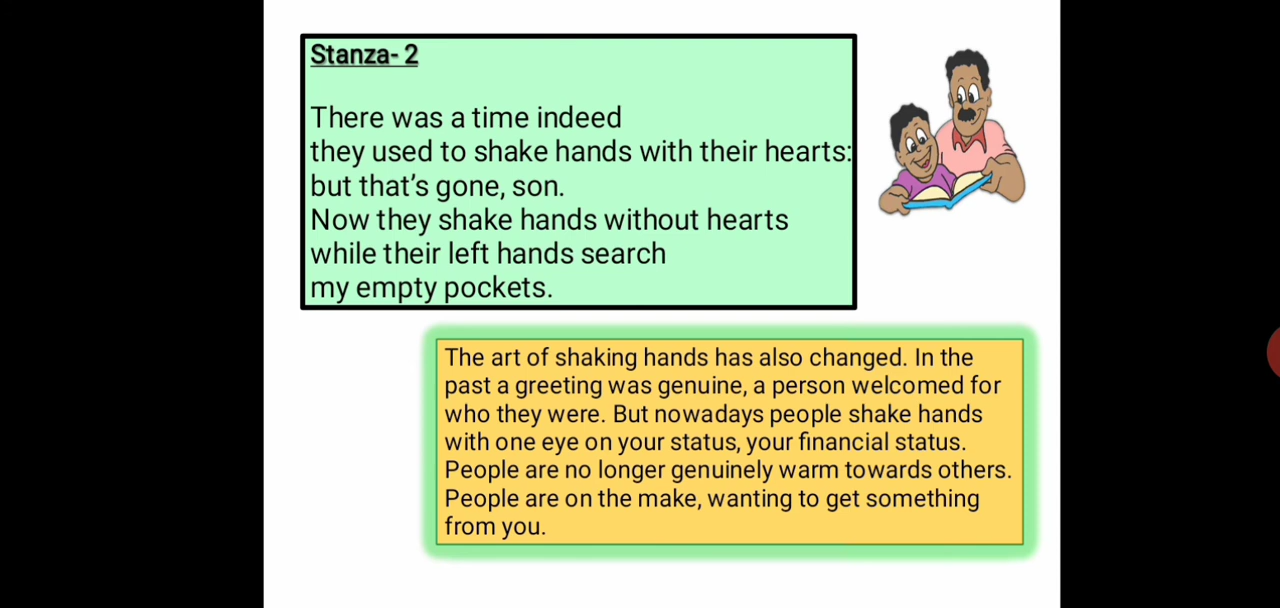 Stanza- 2
There was a time indeed
they used to shake hands with their hearts:
but that’s gone, son.
Now they shake hands without hearts
while their left hands search
my empty pockets.
The art of shaking hands has also changed. In the
past a greeting was genuine, a person welcomed for
who they were. But nowadays people shake hands
with one eye on your status, your financial status.
People are no longer genuinely warm towards others.
People are on the make, wanting to get something
from you.